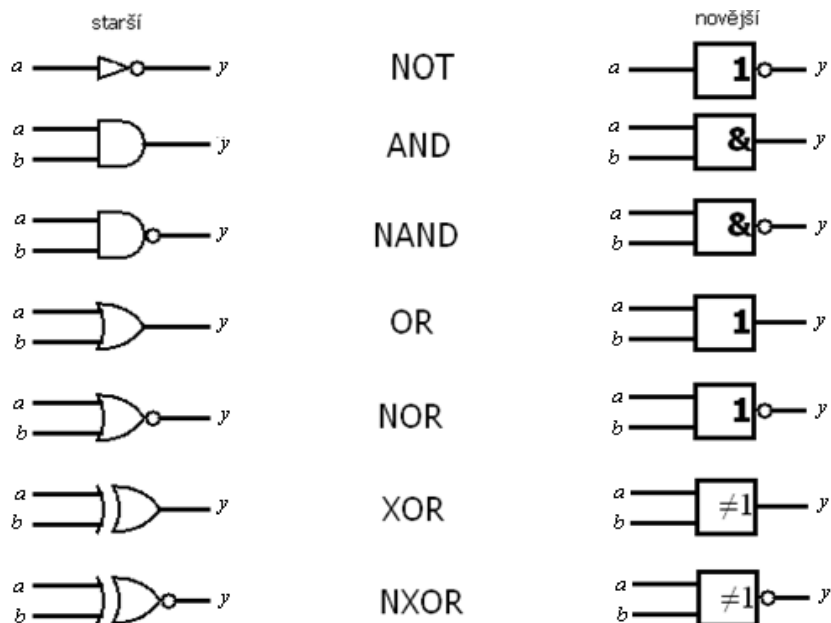 starší novější
a y NOT a 1 y
a b y AND a b & y
a b y NAND a b & y
a b y OR a b 1 y
a b y NOR a b 1 y
a b y XOR a b ≠1 y
a b y NXOR a b ≠1 y